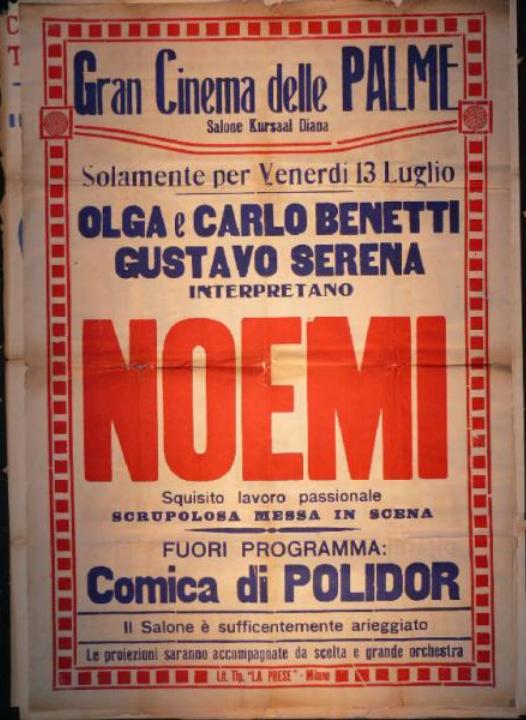 Gran Cinema delle PALME
Salone Kursaal Diana
Solamente per Venerdì 13 Luglio
OLGA e CARLO BENETTI
GUSTAVO SERENA
INTERPRETANO
NOEMI
Squisito lavoro passionale
SCRUPOLOSA MESSA IN SCENA
FUORI PROGRAMMA:
Comica di POLIDOR
Il Salone è sufficentemente arieggiato
Le proiezioni saranno accompagnate da scelta e grande orchestra
Lit. Tip. "LA PRESE" - Milano